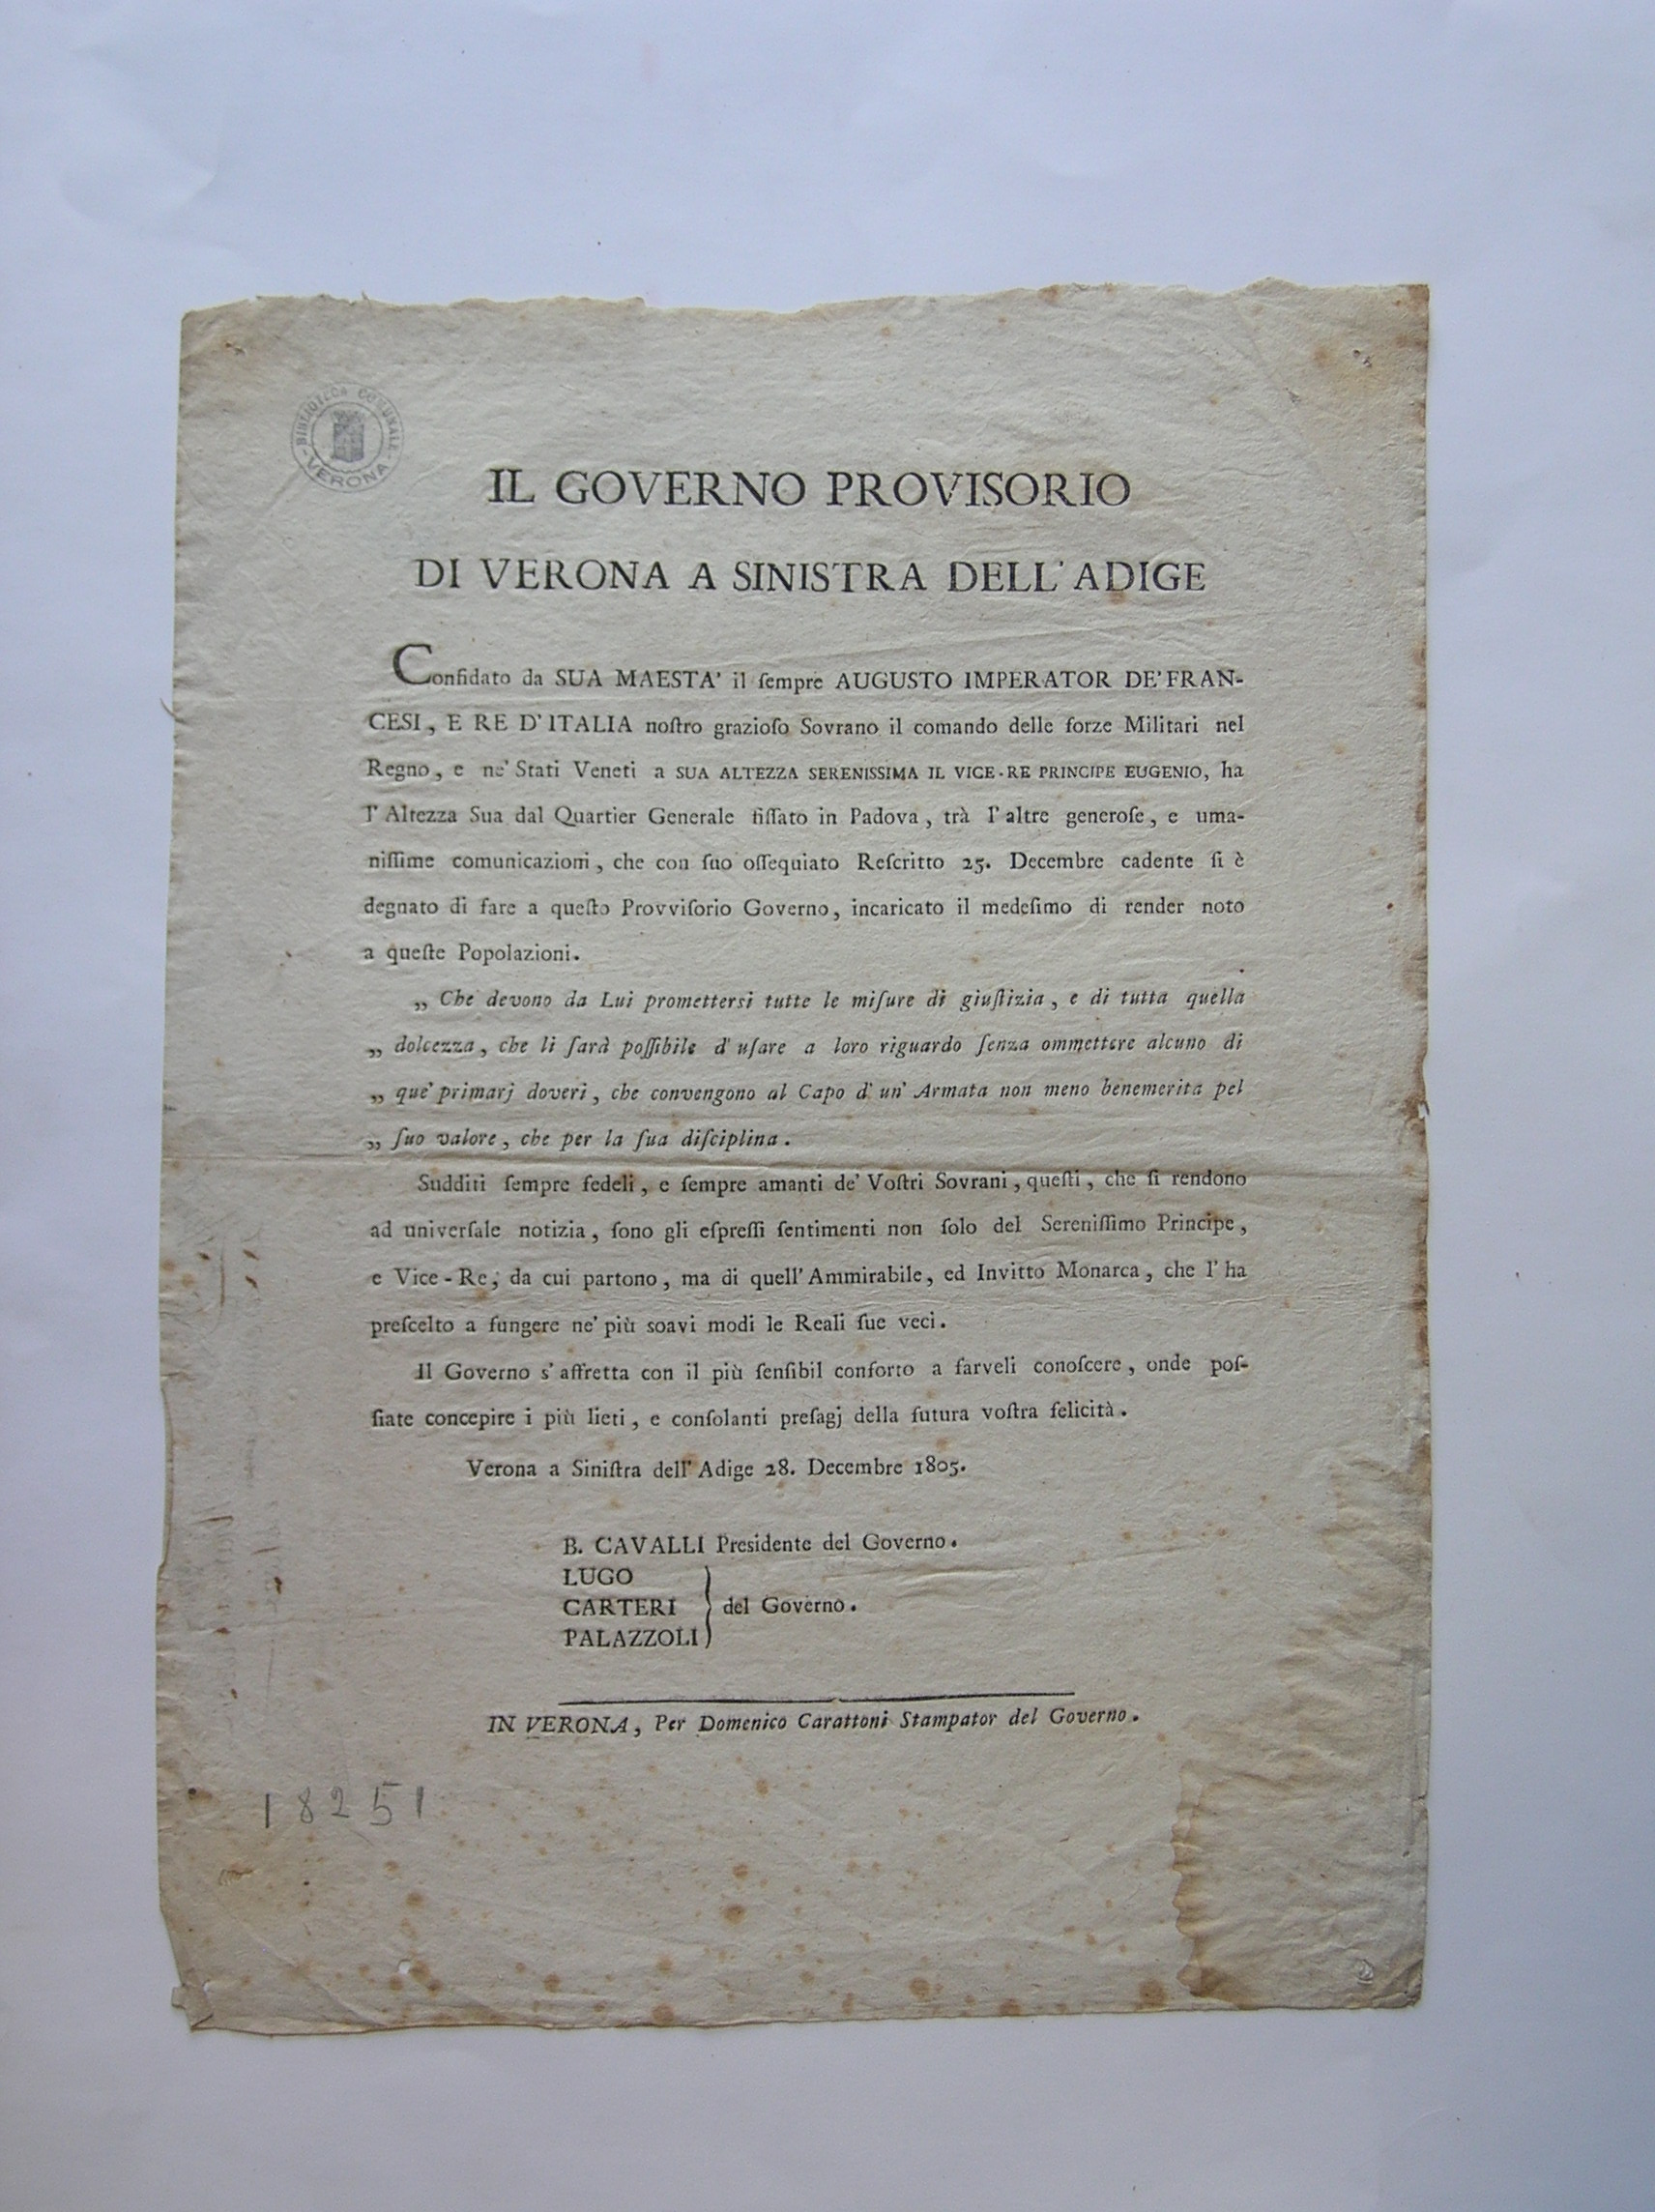 BIBLIOTECA COMUNALE
VERONA
IL GOVERNO PROVISORIO
DI VERONA A SINISTRA DELL'ADIGE
Confidato da SUA MAESTA' il ſempre AUGUSTO IMPERATOR DE'FRAN-
CESI, E RE D'ITALIA noſtro grazioſo Sovrano il comando delle forze Militari nel
Regno, e ne' Stati Veneti a SUA ALTEZZA SERENISSIMA IL VICE-RE PRINCIPE EUGENIO, ha
l'Altezza Sua dal Quartier Generale fiſſato in Padova, trà l'altre generoſe, e uma-
niſſime comunicazioni, che con ſuo oſſequiato Reſcritto 25. Decembre cadente ſi è
degnato di fare a queſto Provviſorio Governo, incaricato il medeſimo di render noto
a queſte Popolazioni.
„ Che devono da Lui promettersi tutte le miſure di giuſtizia, e di tutta quella
„ dolcezza, che li ſarà poſſibile d'uſare a loro riguardo ſenza ommettere alcuno di
„ que' primarj doveri, che convengono al Capo d'un' Armata non meno benemerita pel
„ ſuo valore, che per la ſua diſciplina.
Sudditi ſempre fedeli, e ſempre amanti de' Voſtri Sovrani, queſti, che ſi rendono
ad univerſale notizia, ſono gli eſpreſſi ſentimenti non ſolo del Sereniſſimo Principe,
e Vice-Re, da cui partono, ma di quell'Ammirabile, ed Invitto Monarca, che l'ha
preſcelto a fungere ne' più soavi modi le Reali ſue veci.
Il Governo s'affretta con il più ſenſibil conforto a farveli conoſcere, onde poſ-
ſiate concepire i più lieti, e conſolanti preſagj della futura voſtra felicità.
Verona a Siniſtra dell'Adige 28. Decembre 1805.
B. CAVALLI Presidente del Governo.
LUGO
CARTERI } del Governo.
PALAZZOLI
IN VERONA, Per Domenico Carattoni Stampator del Governo.
18251